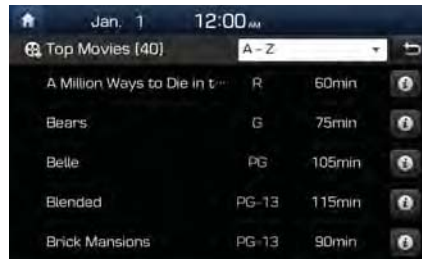 Jan. 1 12:00 AM
Top Movies (40) A - Z
A Million Ways to Die in t··· R 60min
Bears G 75min
Belle PG 105min
Blended PG-13 115min
Brick Mansions PG-13 90min